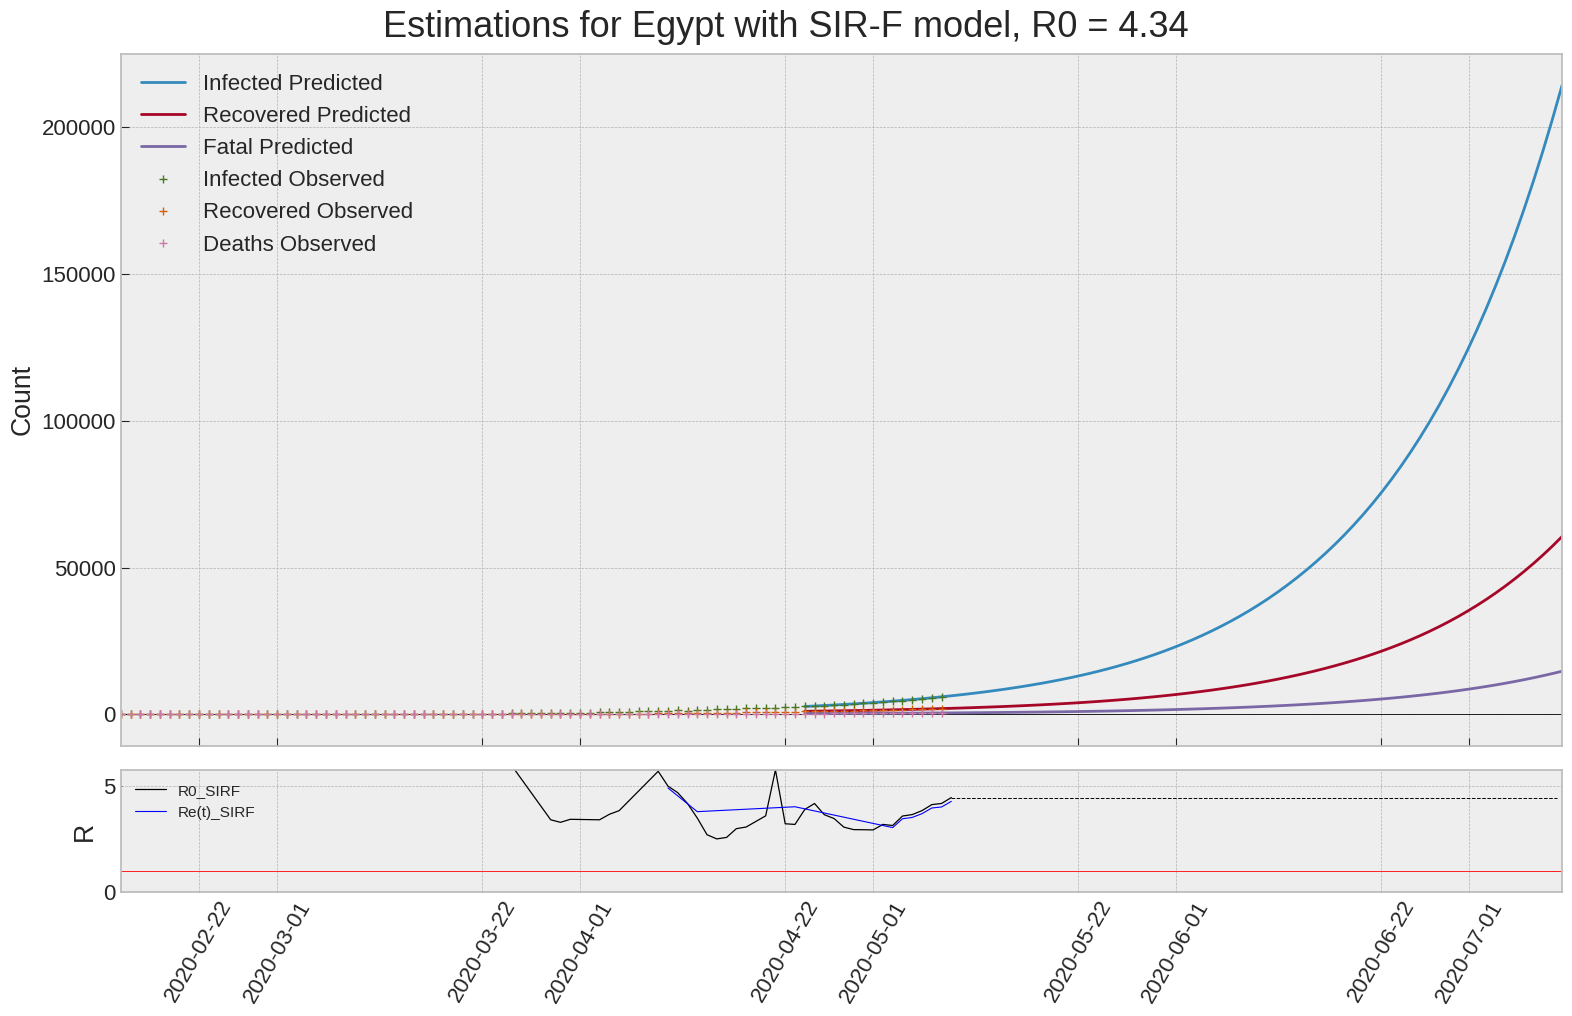 Estimations for Egypt with SIR-F model, R0 = 4.34
Infected Predicted
Recovered Predicted
Fatal Predicted
Infected Observed
Recovered Observed
Deaths Observed
200000
150000
100000
50000
0
Count
R0_SIRF
Re(t)_SIRF
5
0
R
2020-02-22
2020-03-01
2020-03-22
2020-04-01
2020-04-22
2020-05-01
2020-05-22
2020-06-01
2020-06-22
2020-07-01